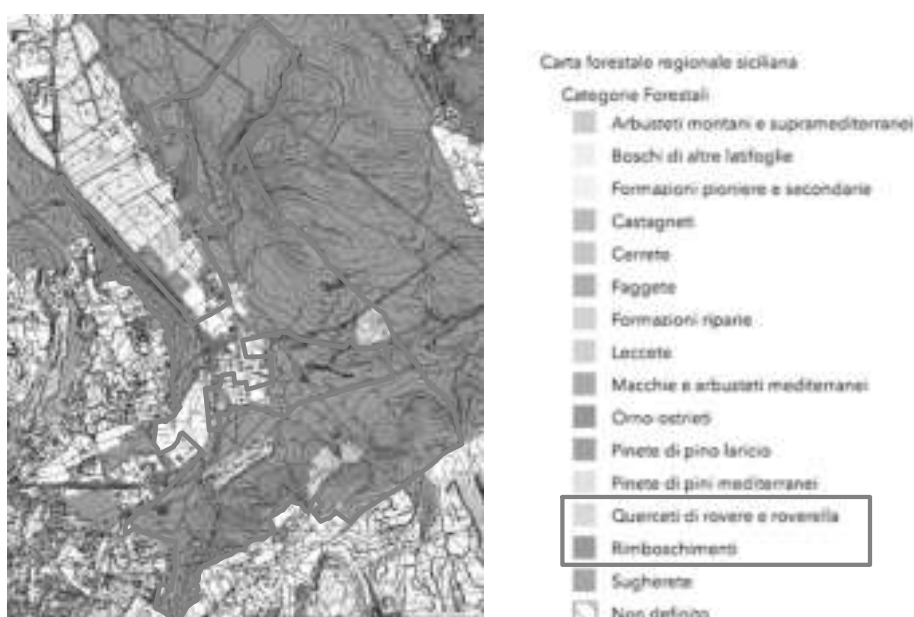 Carta forestale regionale siciliana
Categorie Forestali
Arbusteti montani e supramediterranei
Boschi di altre latifoglie
Formazioni pioniere e secondarie
Castagneti
Cerrete
Faggete
Formazioni riparie
Leccete
Macchie e arbusteti mediterranei
Orno-ostrieti
Pinete di pino laricio
Pinete di pini mediterranei
Querceti di rovere e roverella
Rimboschimenti
Sugherete
Non definito